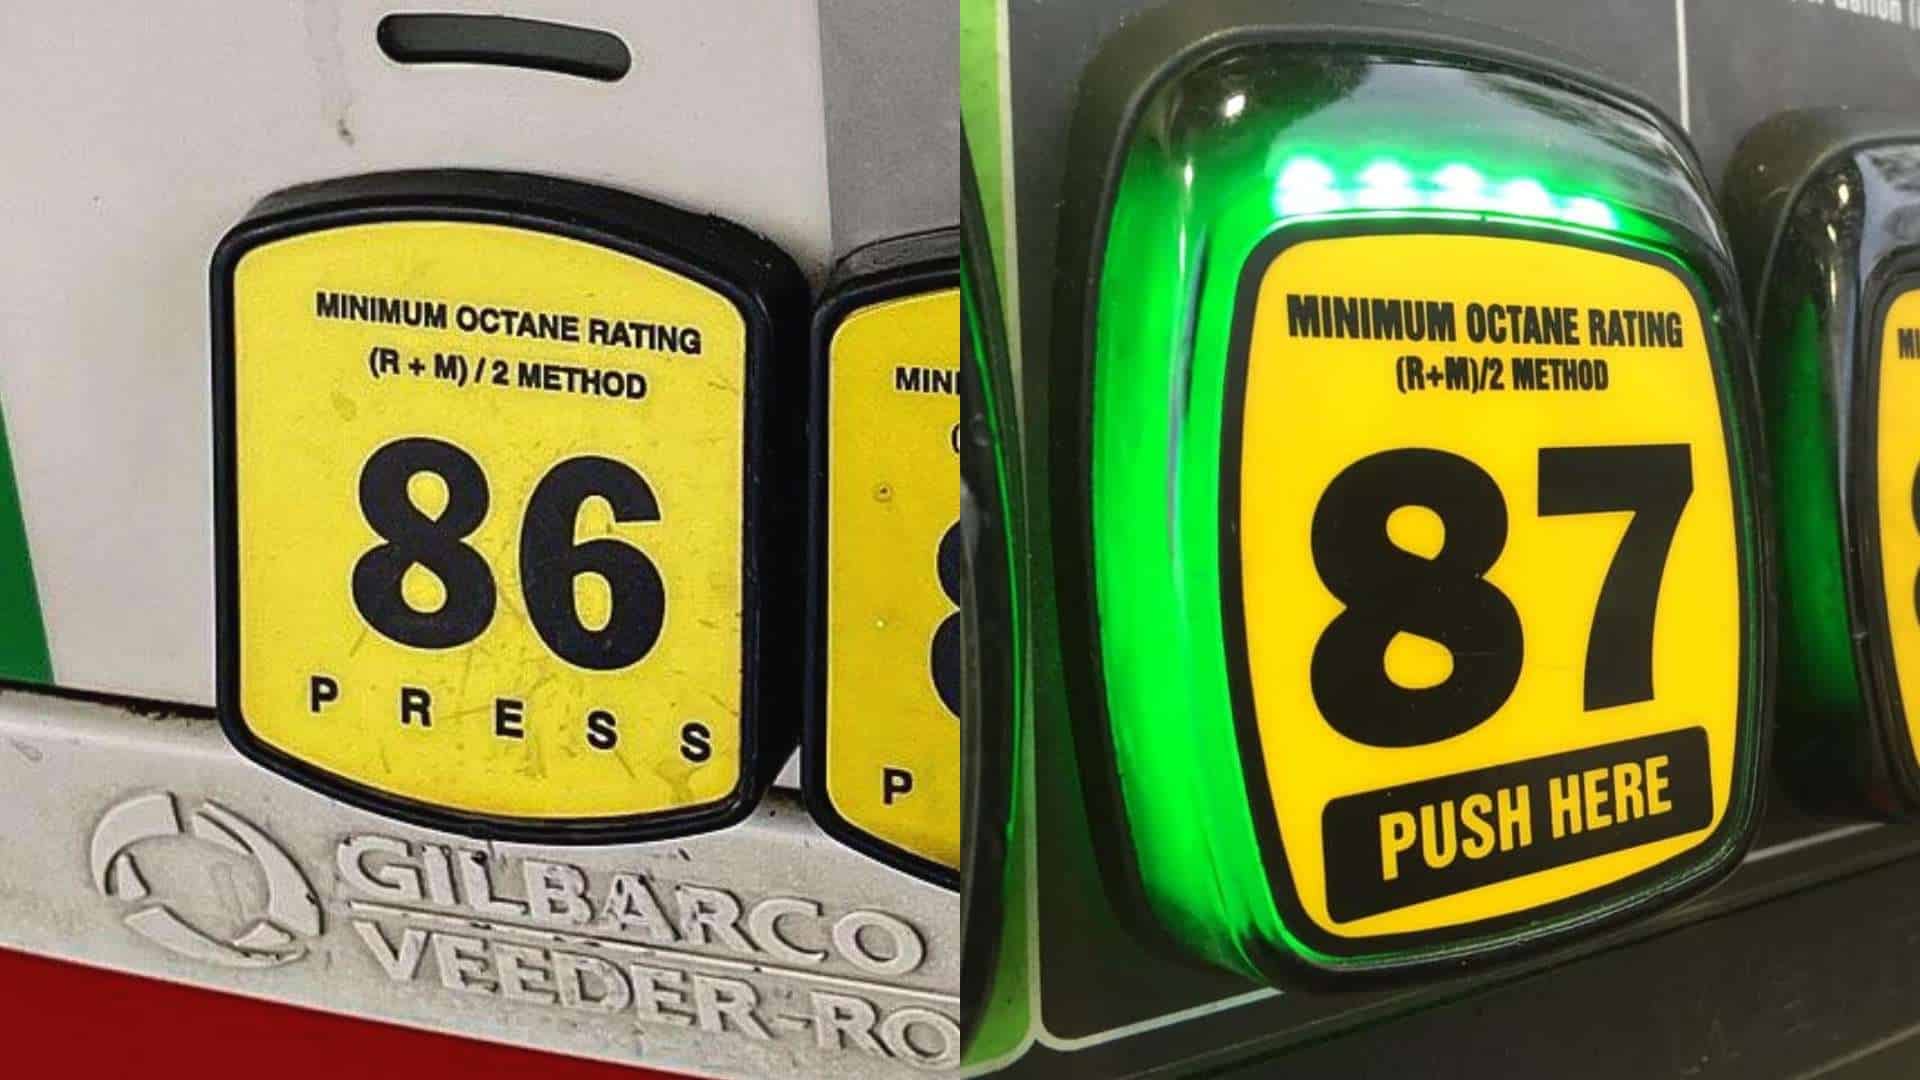 MINIMUM OCTANE RATING
(R + M) / 2 METHOD
86
PRESS
P
GILBARCO
VEEDER-RO
MINIMUM OCTANE RATING
(R+M)/2 METHOD
87
PUSH HERE